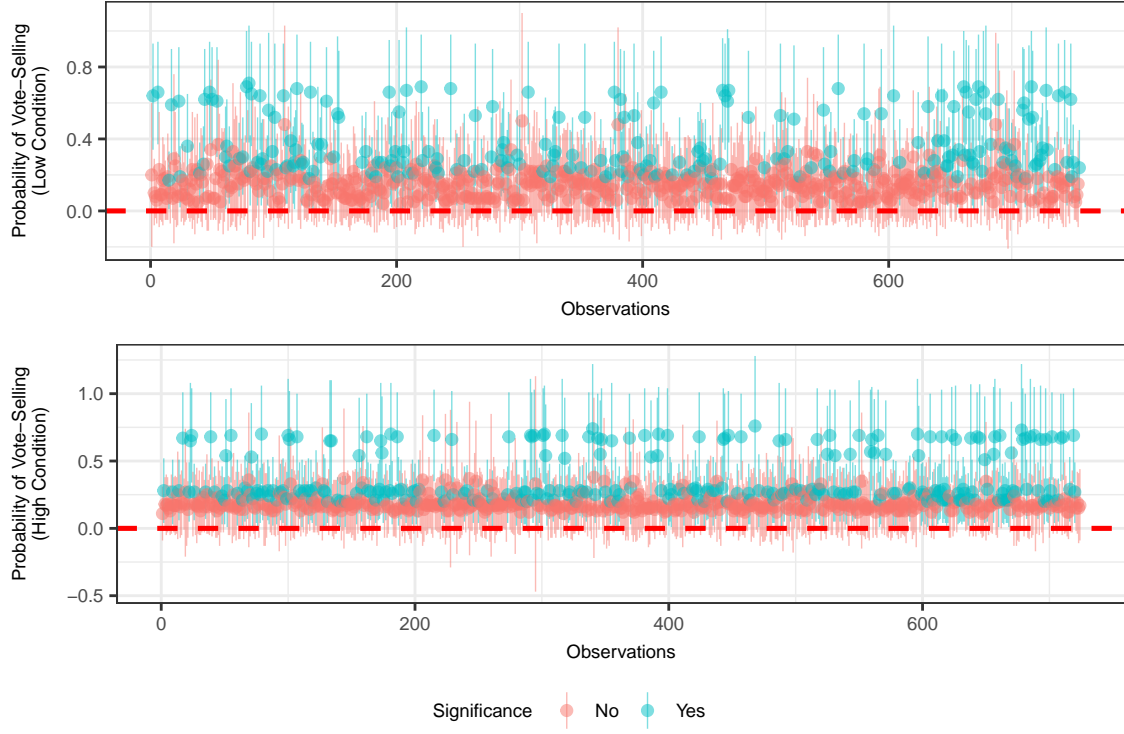 Probability of Vote−Selling
(Low Condition)
0.8
0.4
0.0
0
200
400
600
Observations
Probability of Vote−Selling
(High Condition)
1.0
0.5
0.0
−0.5
0
200
400
600
Observations
Significance No Yes